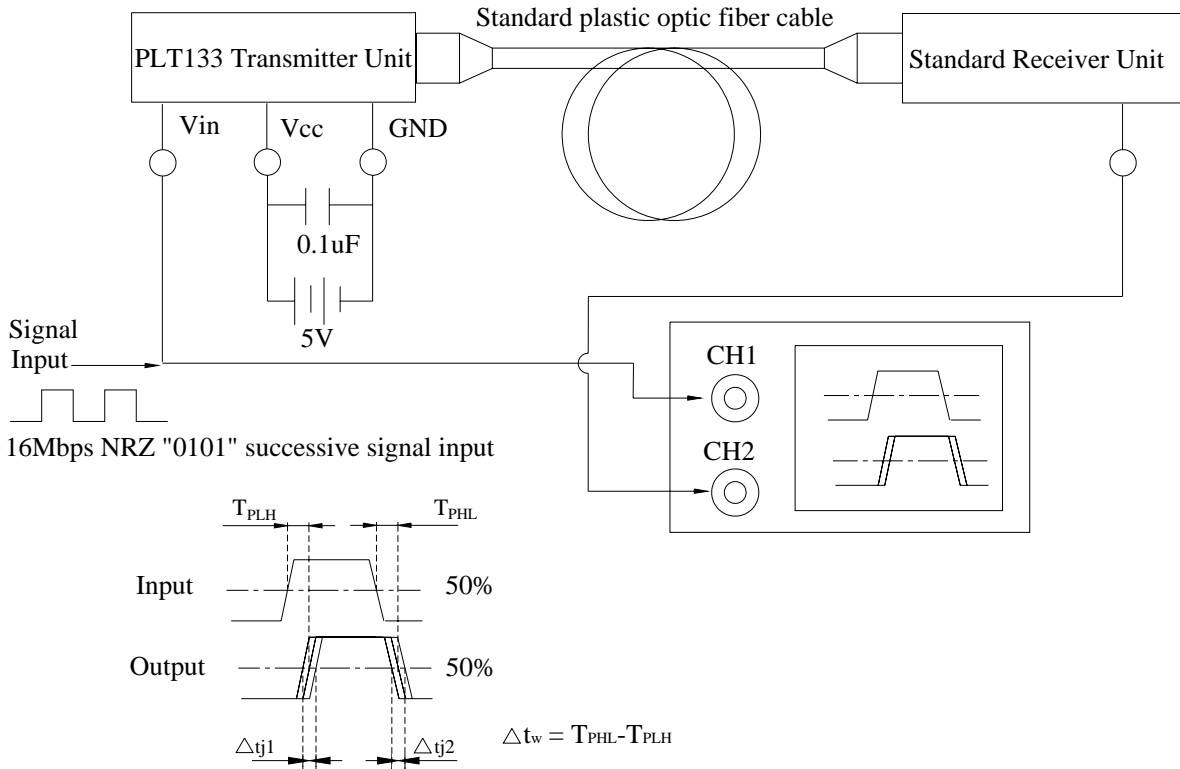 Standard plastic optic fiber cable
PLT133 Transmitter Unit
Standard Receiver Unit
Vin
Vcc
GND
0.1uF
5V
Signal
Input
CH1
CH2
16Mbps NRZ "0101" successive signal input
TPLH
TPHL
Input
50%
Output
50%
△tj1
△tj2
△tw = TPHL-TPLH